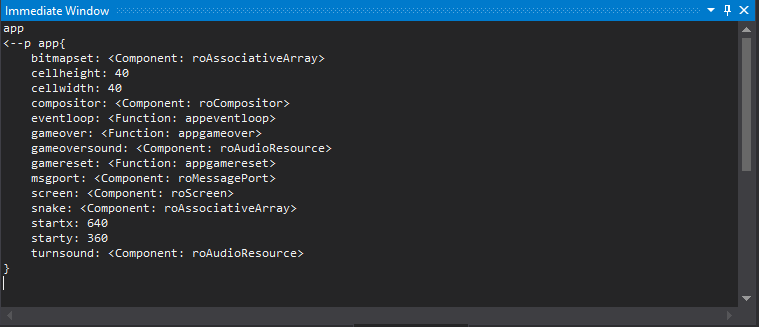 Immediate Window
app
<--p app{
    bitmapset: <Component: roAssociativeArray>
    cellheight: 40
    cellwidth: 40
    compositor: <Component: roCompositor>
    eventloop: <Function: appeventloop>
    gameover: <Function: appgameover>
    gameoversound: <Component: roAudioResource>
    gamereset: <Function: appgamereset>
    msgport: <Component: roMessagePort>
    screen: <Component: roScreen>
    snake: <Component: roAssociativeArray>
    startx: 640
    starty: 360
    turnsound: <Component: roAudioResource>
}